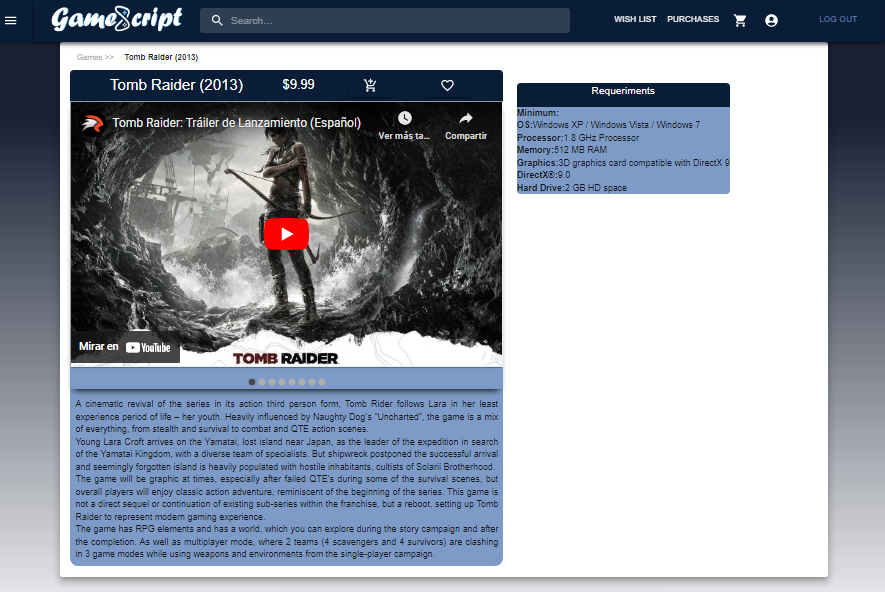 GameScript
Search...
WISH LIST PURCHASES
LOG OUT
Games >> Tomb Raider (2013)
Tomb Raider (2013) $9.99
Tomb Raider: Tráiler de Lanzamiento (Español)
Ver más ta... Compartir
Mirar en YouTube
TOMB RAIDER
A cinematic revival of the series in its action third person form, Tomb Rider follows Lara in her least
experience period of life – her youth. Heavily influenced by Naughty Dog's "Uncharted", the game is a mix
of everything, from stealth and survival to combat and QTE action scenes.
Young Lara Croft arrives on the Yamatai, lost island near Japan, as the leader of the expedition in search
of the Yamatai Kingdom, with a diverse team of specialists. But shipwreck postponed the successful arrival
and seemingly forgotten island is heavily populated with hostile inhabitants, cultists of Solarii Brotherhood.
The game will be graphic at times, especially after failed QTE's during some of the survival scenes, but
overall players will enjoy classic action adventure, reminiscent of the beginning of the series. This game is
not a direct sequel or continuation of existing sub-series within the franchise, but a reboot, setting up Tomb
Raider to represent modern gaming experience.
The game has RPG elements and has a world, which you can explore during the story campaign and after
the completion. As well as multiplayer mode, where 2 teams (4 scavengers and 4 survivors) are clashing
in 3 game modes while using weapons and environments from the single-player campaign.
Requeriments
Minimum:
OS:Windows XP / Windows Vista / Windows 7
Processor:1.8 GHz Processor
Memory:512 MB RAM
Graphics:3D graphics card compatible with DirectX 9
DirectX®:9.0
Hard Drive:2 GB HD space